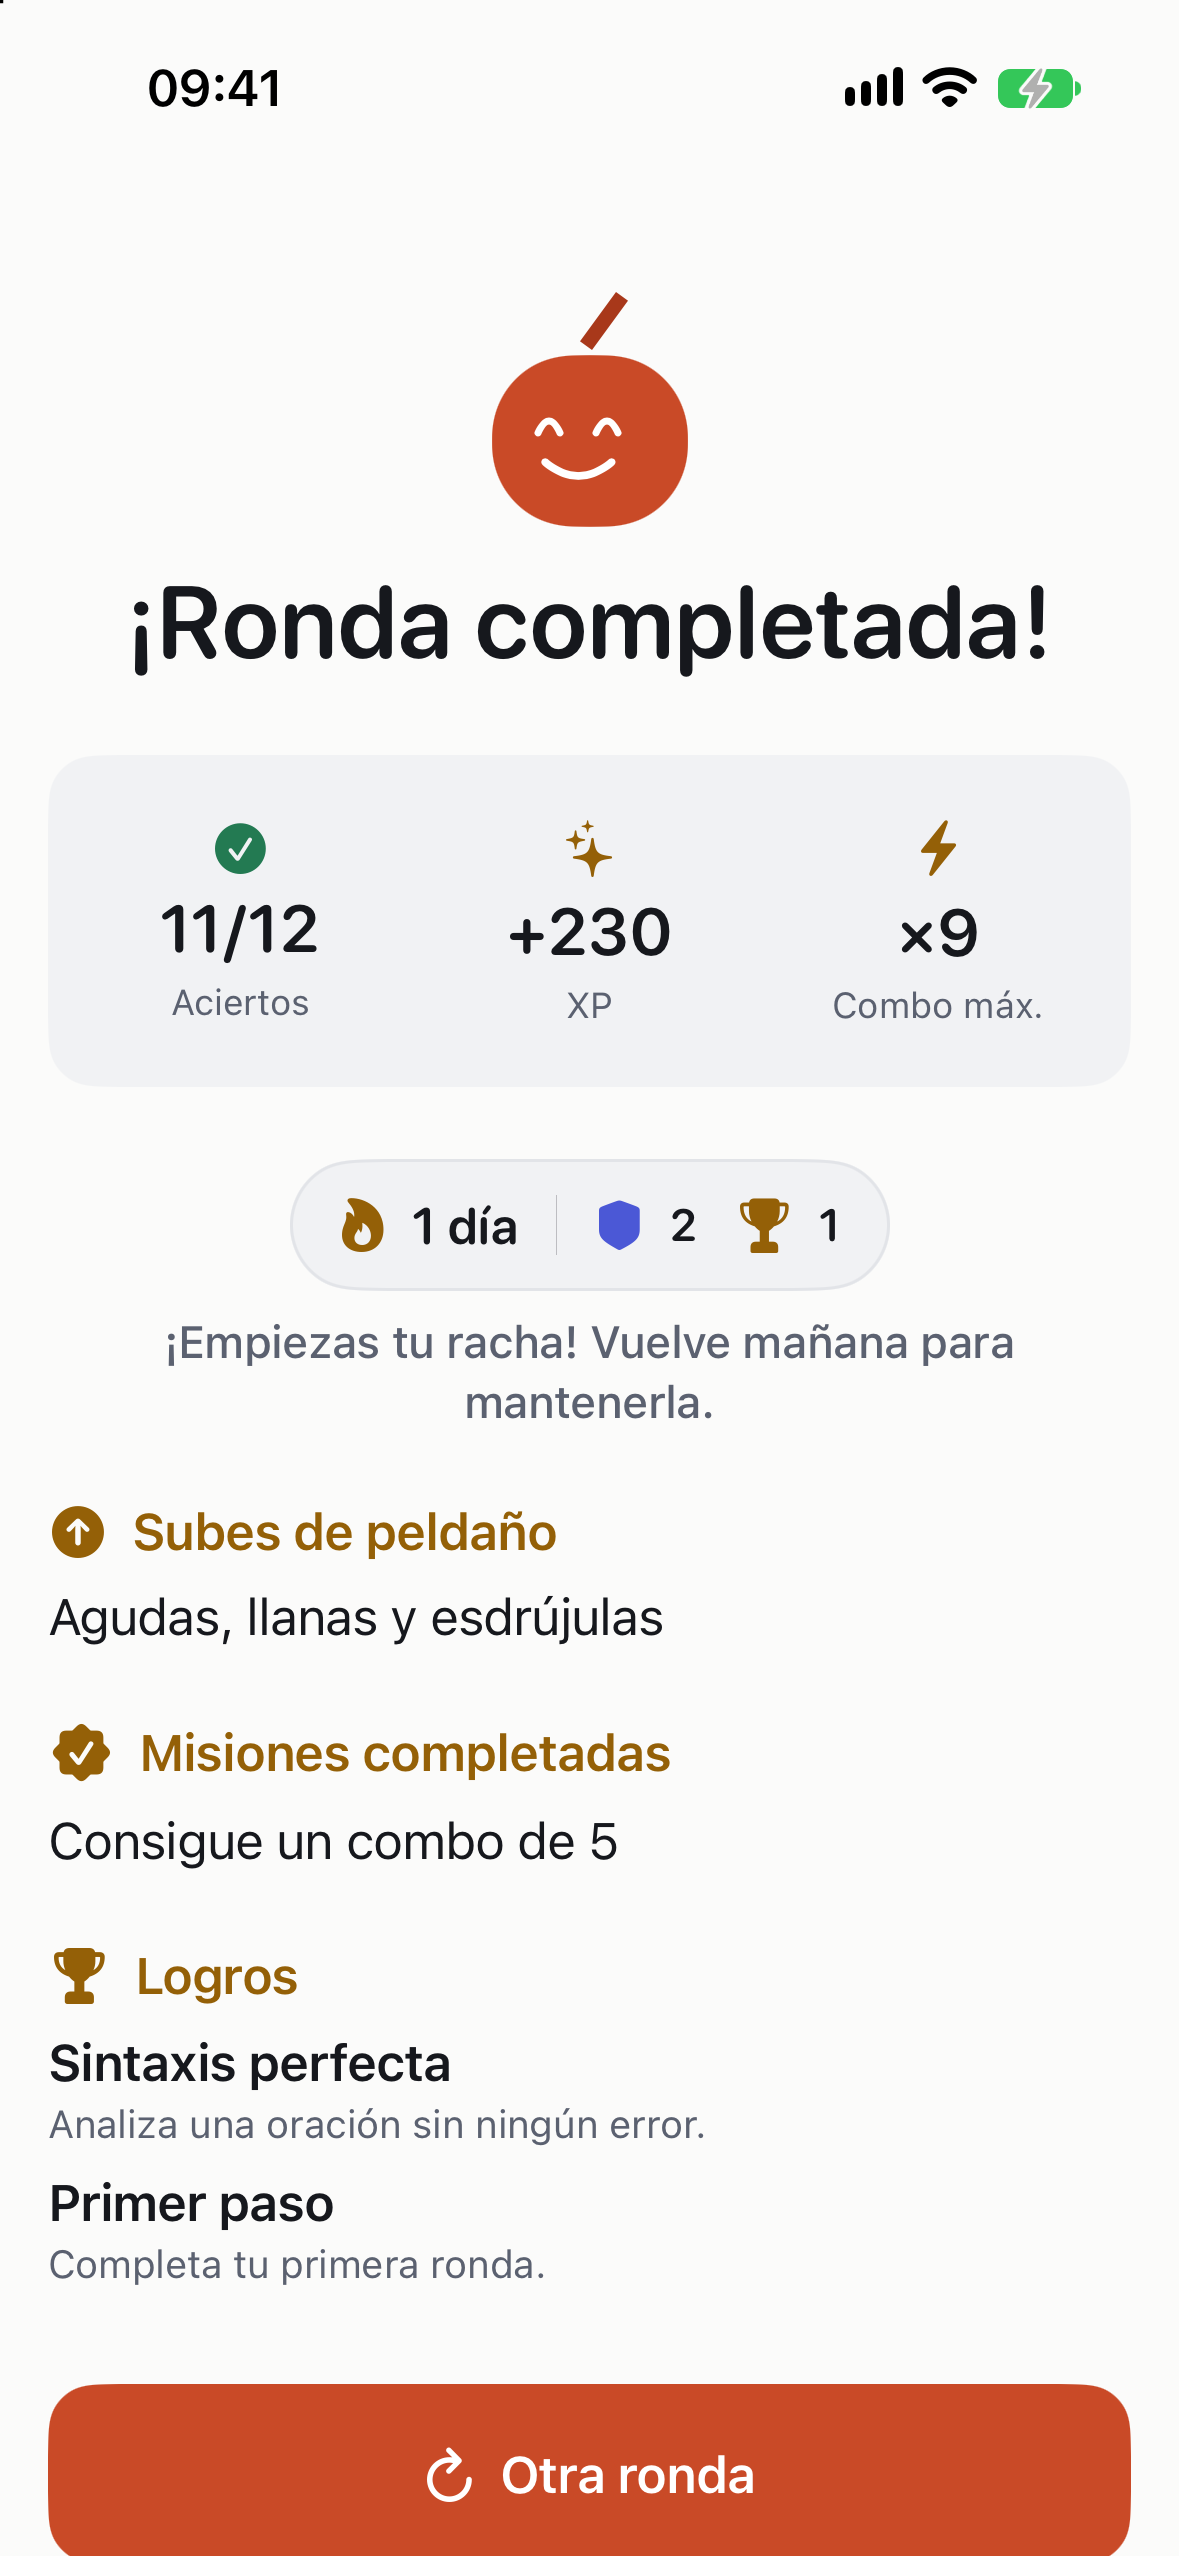 09:41
¡Ronda completada!
11/12
Aciertos
+230
XP
×9
Combo máx.
1 día
2
1
¡Empiezas tu racha! Vuelve mañana para
mantenerla.
Subes de peldaño
Agudas, llanas y esdrújulas
Misiones completadas
Consigue un combo de 5
Logros
Sintaxis perfecta
Analiza una oración sin ningún error.
Primer paso
Completa tu primera ronda.
Otra ronda